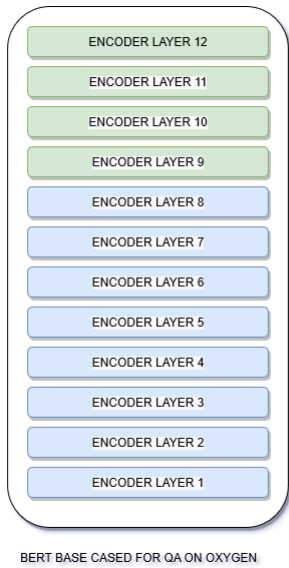 ENCODER LAYER 12
ENCODER LAYER 11
ENCODER LAYER 10
ENCODER LAYER 9
ENCODER LAYER 8
ENCODER LAYER 7
ENCODER LAYER 6
ENCODER LAYER 5
ENCODER LAYER 4
ENCODER LAYER 3
ENCODER LAYER 2
ENCODER LAYER 1
BERT BASE CASED FOR QA ON OXYGEN